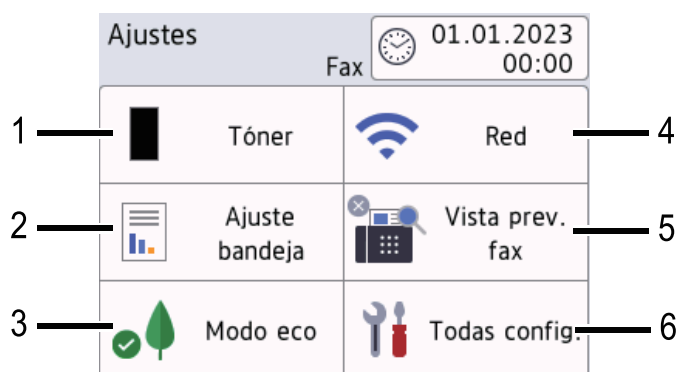 Ajustes
Fax
01.01.2023
00:00
1
Tóner
Red
4
2
Ajuste
bandeja
Vista prev.
fax
5
3
Modo eco
Todas config.
6